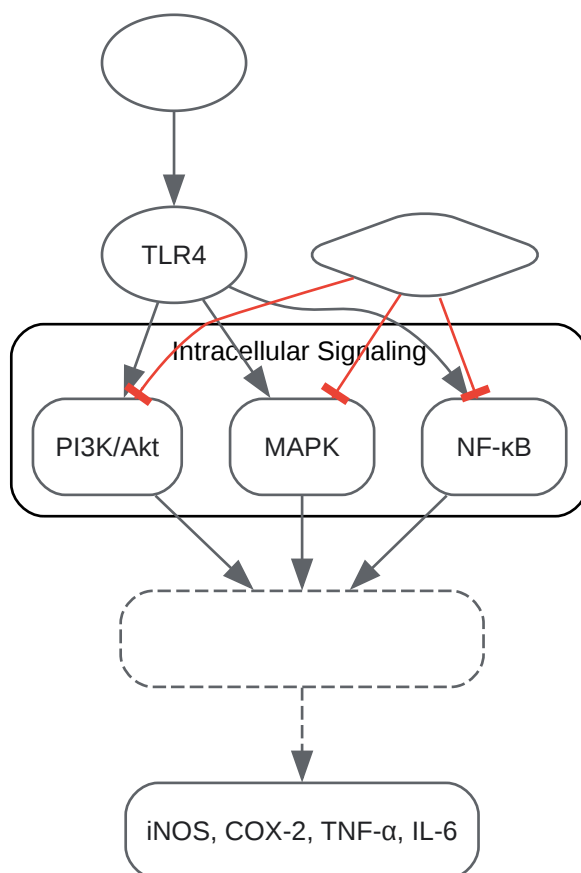 TLR4
Intracellular Signaling
PI3K/Akt
MAPK
NF-κB
iNOS, COX-2, TNF-α, IL-6